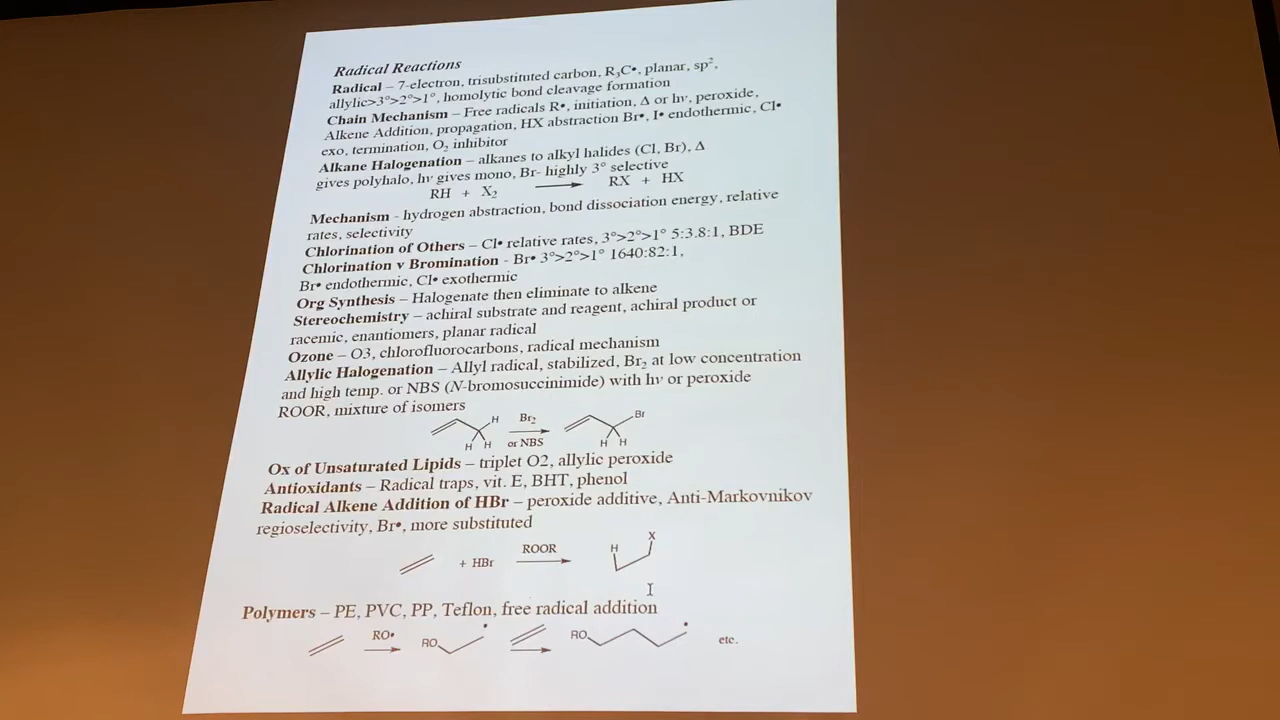 Radical Reactions
Radical – 7-electron, trisubstituted carbon, R₃C•, planar, sp²,
allylic>3°>2°>1°, homolytic bond cleavage formation
Chain Mechanism – Free radicals R•, initiation, Δ or hν, peroxide,
Alkene Addition, propagation, HX abstraction Br•, I• endothermic, Cl•
exo, termination, O₂ inhibitor
Alkane Halogenation – alkanes to alkyl halides (Cl, Br), Δ
gives polyhalo, hν gives mono, Br- highly 3° selective
RH + X₂ → RX + HX
Mechanism - hydrogen abstraction, bond dissociation energy, relative
rates, selectivity
Chlorination of Others – Cl• relative rates, 3°>2°>1° 5:3.8:1, BDE
Chlorination v Bromination - Br• 3°>2°>1° 1640:82:1,
Br• endothermic, Cl• exothermic
Org Synthesis – Halogenate then eliminate to alkene
Stereochemistry – achiral substrate and reagent, achiral product or
racemic, enantiomers, planar radical
Ozone – O3, chlorofluorocarbons, radical mechanism
Allylic Halogenation – Allyl radical, stabilized, Br₂ at low concentration
and high temp. or NBS (N-bromosuccinimide) with hν or peroxide
ROOR, mixture of isomers
H Br₂ Br
H H or NBS H H
Ox of Unsaturated Lipids – triplet O2, allylic peroxide
Antioxidants – Radical traps, vit. E, BHT, phenol
Radical Alkene Addition of HBr – peroxide additive, Anti-Markovnikov
regioselectivity, Br•, more substituted
+ HBr ROOR H X
Polymers – PE, PVC, PP, Teflon, free radical addition
RO• RO RO etc.